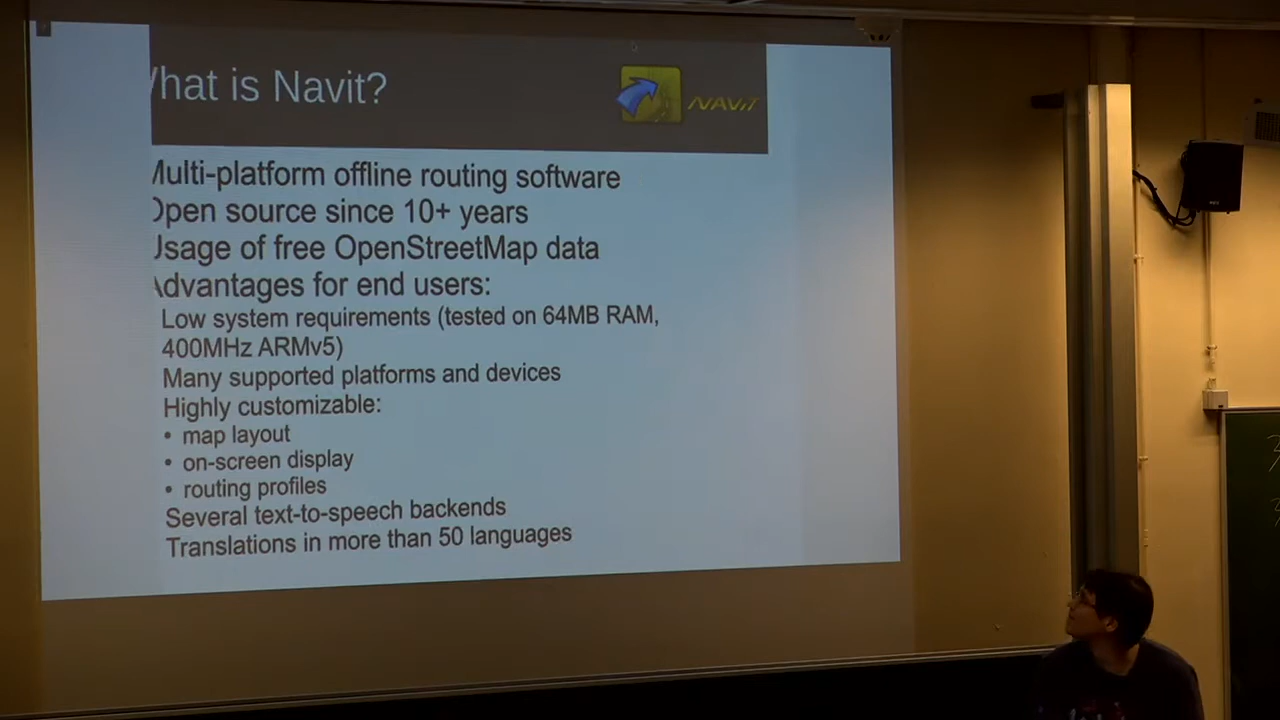 What is Navit?
NAViT
Multi-platform offline routing software
Open source since 10+ years
Usage of free OpenStreetMap data
Advantages for end users:
Low system requirements (tested on 64MB RAM,
400MHz ARMv5)
Many supported platforms and devices
Highly customizable:
• map layout
• on-screen display
• routing profiles
Several text-to-speech backends
Translations in more than 50 languages